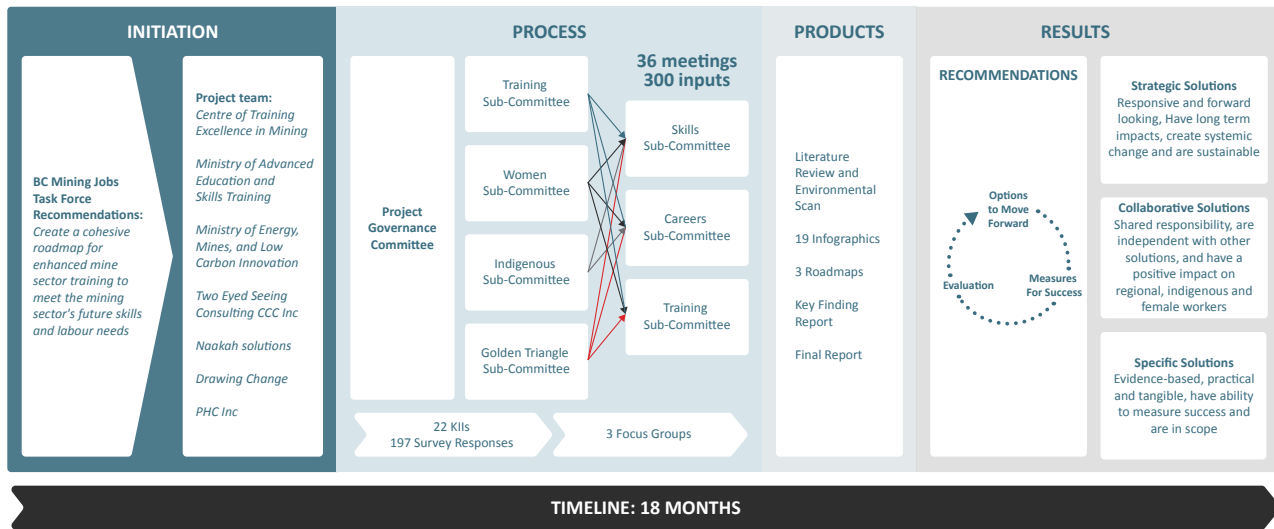 INITIATION
BC Mining Jobs
Task Force
Recommendations:
Create a cohesive
roadmap for
enhanced mine
sector training to
meet the mining
sector's future skills
and labour needs
Project team:
Centre of Training
Excellence in Mining
Ministry of Advanced
Education and
Skills Training
Ministry of Energy,
Mines, and Low
Carbon Innovation
Two Eyed Seeing
Consulting CCC Inc
Naakah solutions
Drawing Change
PHC Inc
PROCESS
Project
Governance
Committee
Training
Sub-Committee
Women
Sub-Committee
Indigenous
Sub-Committee
Golden Triangle
Sub-Committee
36 meetings
300 inputs
Skills
Sub-Committee
Careers
Sub-Committee
Training
Sub-Committee
22 KIIs
197 Survey Responses
3 Focus Groups
PRODUCTS
Literature
Review and
Environmental
Scan
19 Infographics
3 Roadmaps
Key Finding
Report
Final Report
RESULTS
RECOMMENDATIONS
Options
to Move
Forward
Measures
For Success
Evaluation
Strategic Solutions
Responsive and forward
looking, Have long term
impacts, create systemic
change and are sustainable
Collaborative Solutions
Shared responsibility, are
independent with other
solutions, and have a
positive impact on
regional, indigenous and
female workers
Specific Solutions
Evidence-based, practical
and tangible, have ability
to measure success and
are in scope
TIMELINE: 18 MONTHS